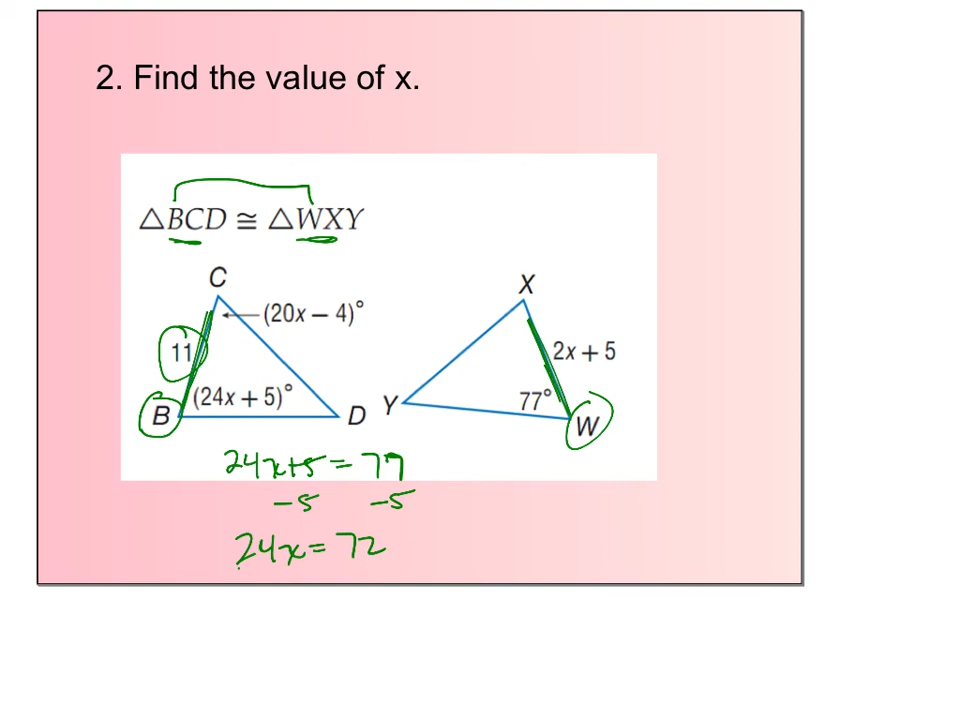 2. Find the value of x.
△BCD ≅ △WXY
C
(20x – 4)°
X
11
2x + 5
(24x + 5)°
77°
B
D
Y
W
24x+5 = 77
-5 -5
24x = 72